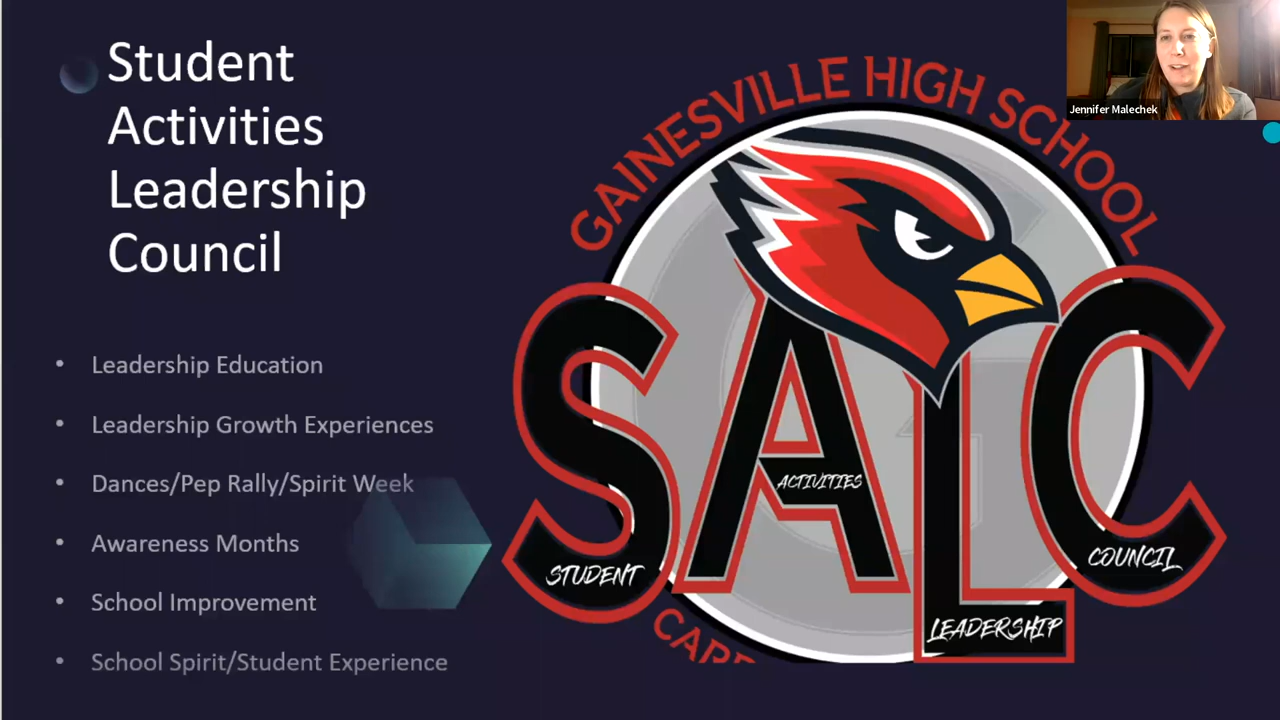 Student
Activities
Leadership
Council
• Leadership Education
• Leadership Growth Experiences
• Dances/Pep Rally/Spirit Week
• Awareness Months
• School Improvement
• School Spirit/Student Experience
GAINESVILLE HIGH SCHOOL
SALC
STUDENT
ACTIVITIES
LEADERSHIP
COUNCIL
Jennifer Malechek